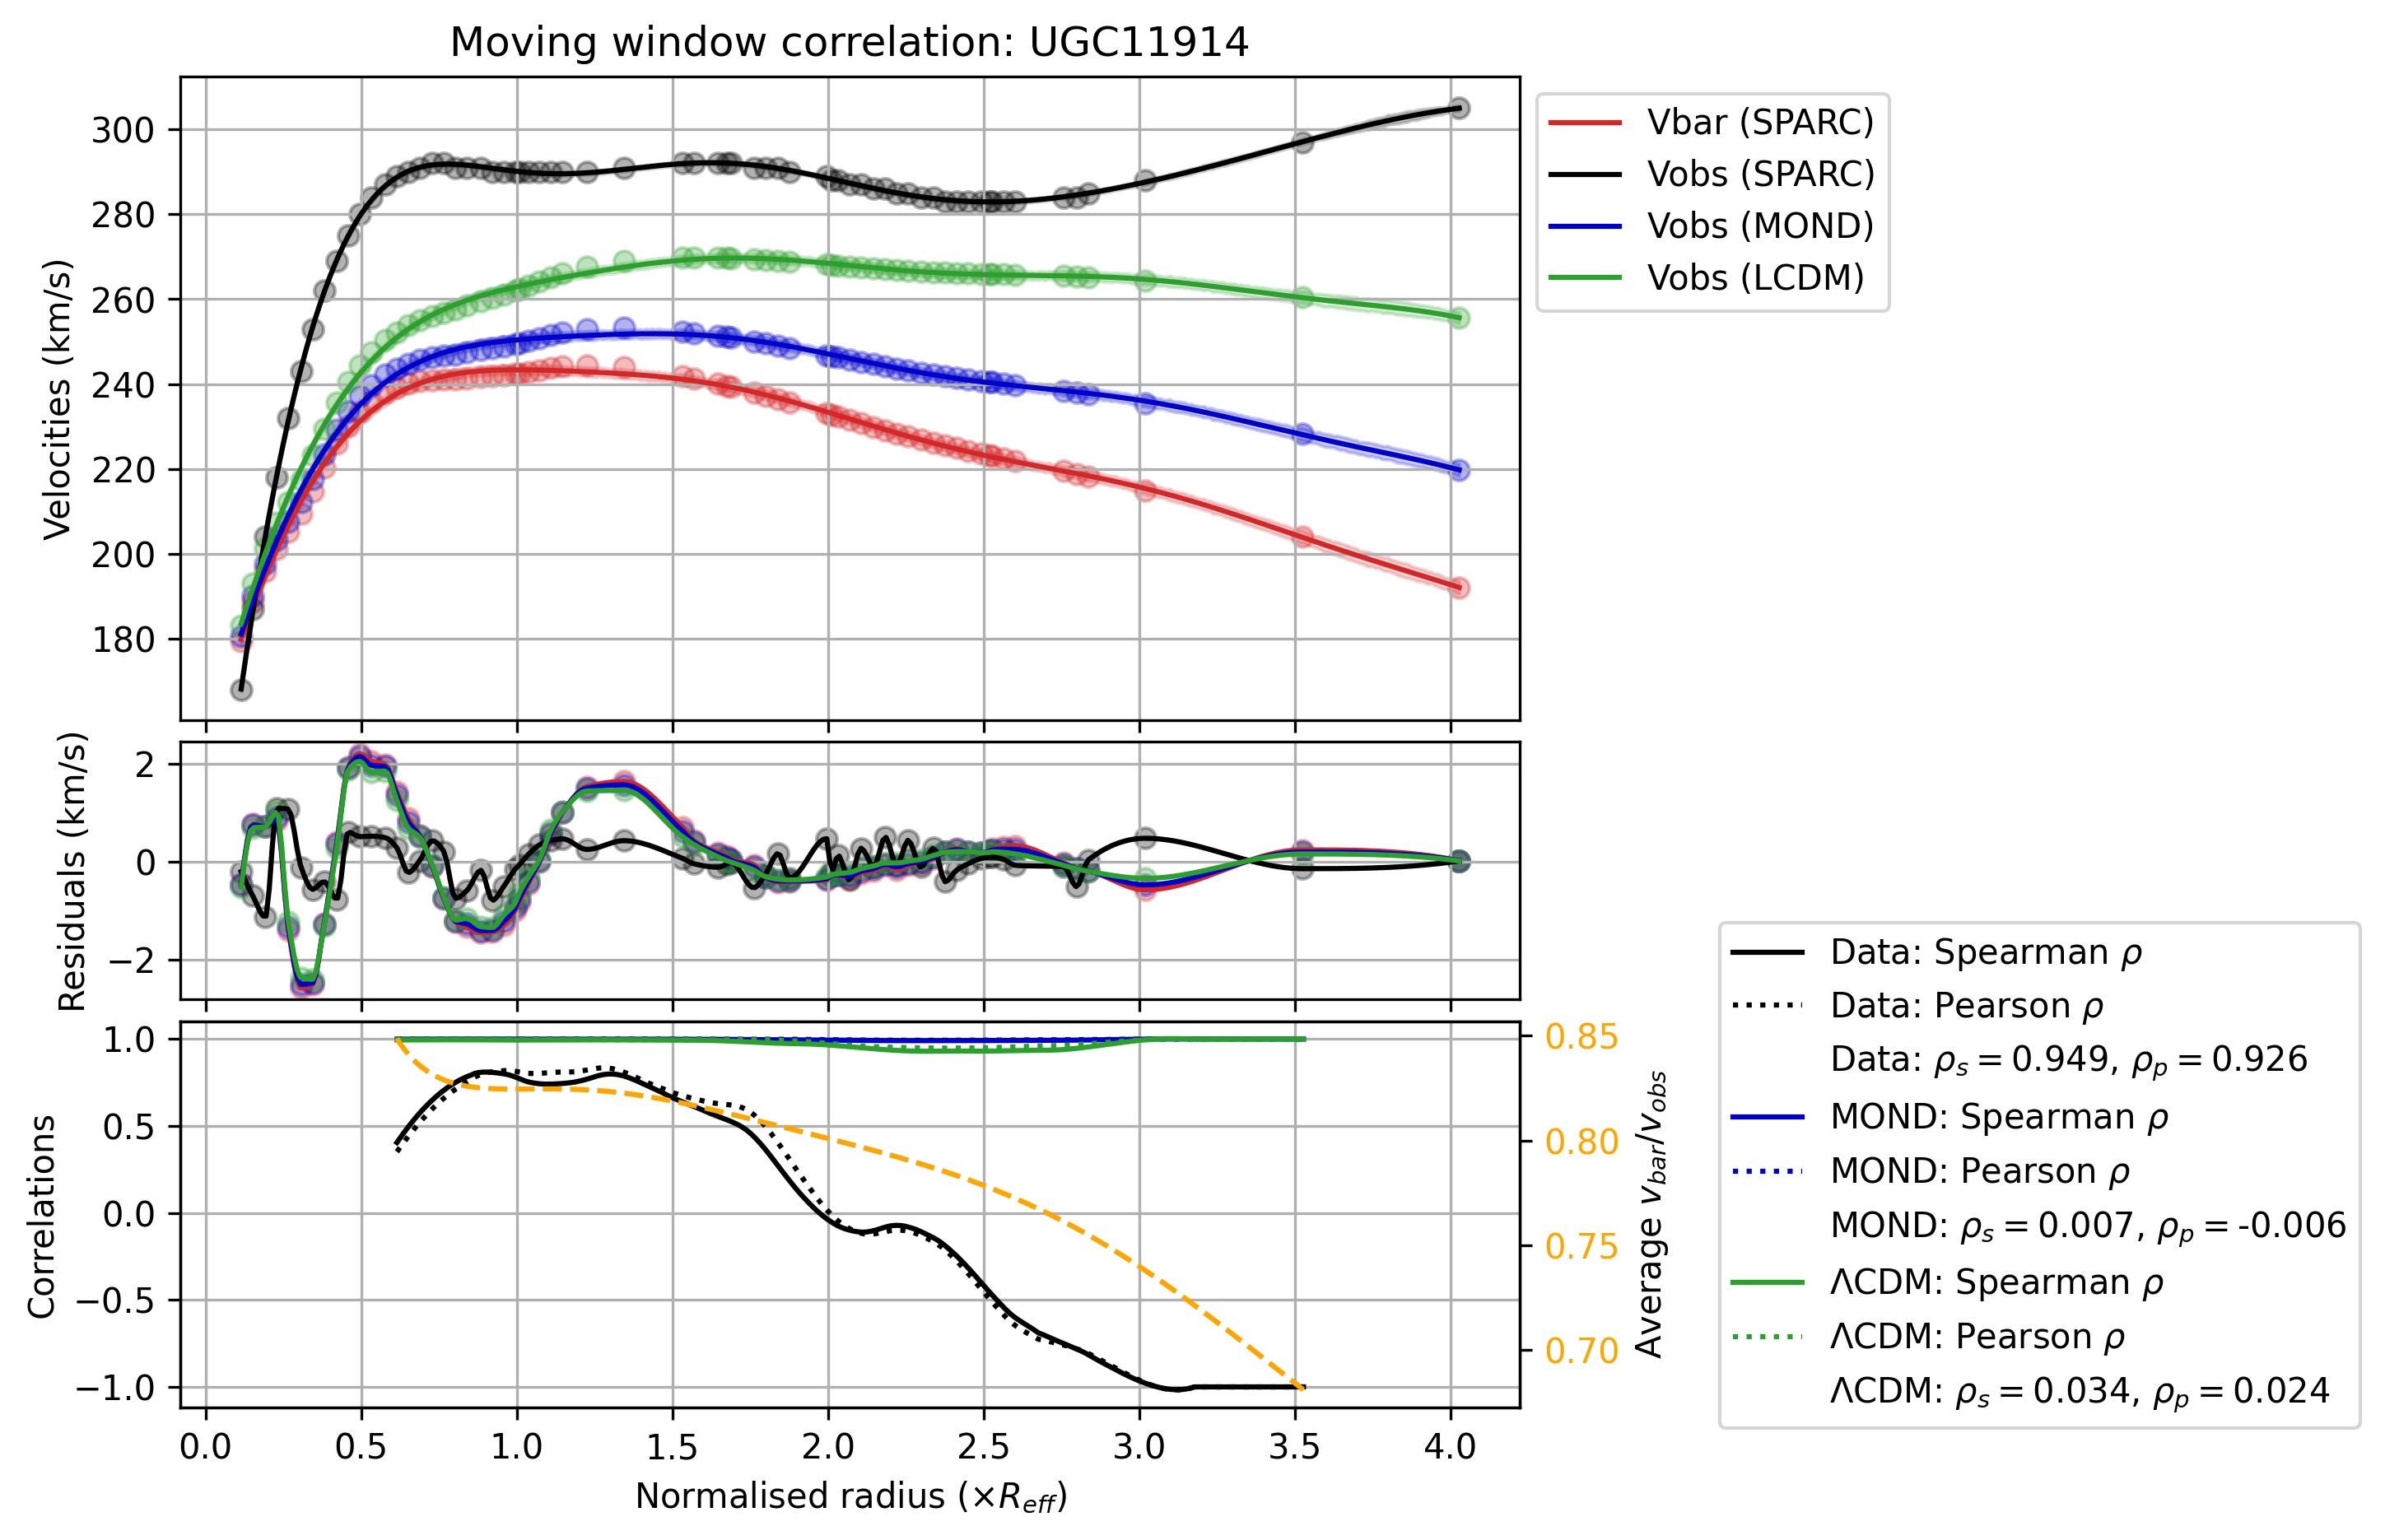 Moving window correlation: UGC11914
Velocities (km/s)
300
280
260
240
220
200
180
Vbar (SPARC)
Vobs (SPARC)
Vobs (MOND)
Vobs (LCDM)
Residuals (km/s)
2
0
−2
Correlations
1.0
0.5
0.0
−0.5
−1.0
0.85
0.80
0.75
0.70
Average v_bar/v_obs
0.0 0.5 1.0 1.5 2.0 2.5 3.0 3.5 4.0
Normalised radius (×R_eff)
Data: Spearman ρ
Data: Pearson ρ
Data: ρ_s = 0.949, ρ_p = 0.926
MOND: Spearman ρ
MOND: Pearson ρ
MOND: ρ_s = 0.007, ρ_p = -0.006
ΛCDM: Spearman ρ
ΛCDM: Pearson ρ
ΛCDM: ρ_s = 0.034, ρ_p = 0.024